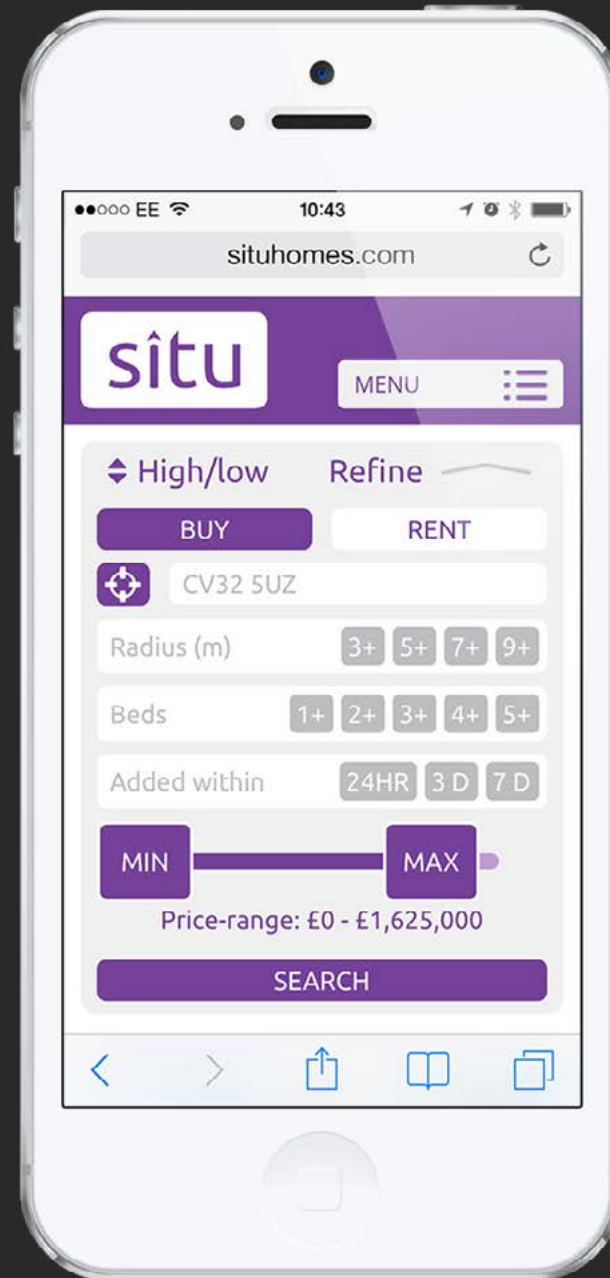 EE 10:43
situhomes.com
sîtu
MENU
High/low Refine
BUY RENT
CV32 5UZ
Radius (m) 3+ 5+ 7+ 9+
Beds 1+ 2+ 3+ 4+ 5+
Added within 24HR 3 D 7 D
MIN MAX
Price-range: £0 - £1,625,000
SEARCH